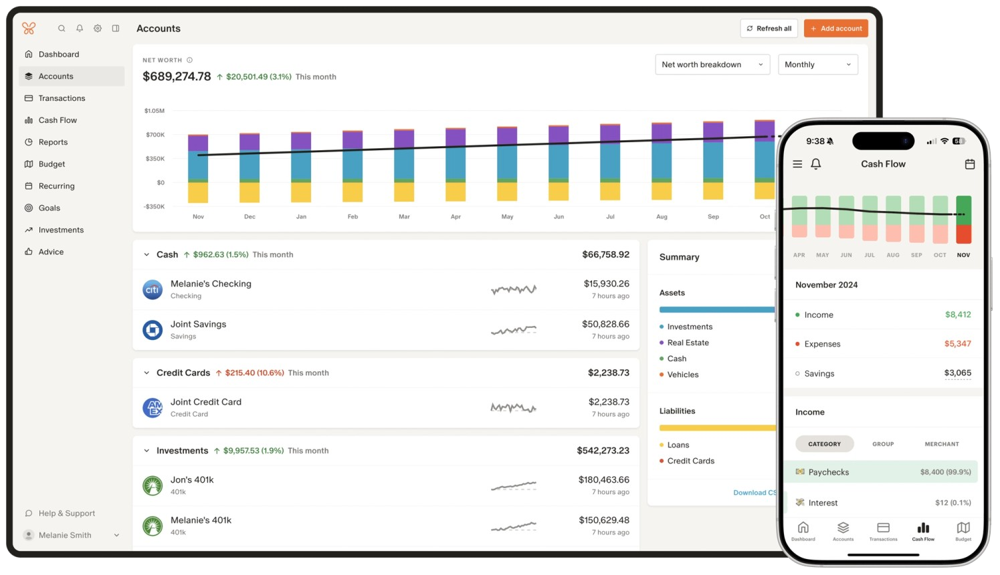 Accounts
Refresh all
+ Add account
Dashboard
Accounts
Transactions
Cash Flow
Reports
Budget
Recurring
Goals
Investments
Advice
Help & Support
Melanie Smith
NET WORTH
$689,274.78 ↑ $20,501.49 (3.1%) This month
Net worth breakdown
Monthly
$1.05M
$700K
$350K
$0
-$350K
Nov Dec Jan Feb Mar Apr May Jun Jul Aug Sep Oct
Cash ↑ $962.63 (1.5%) This month $66,758.92
citi
Melanie's Checking $15,930.26
Checking 7 hours ago
Joint Savings $50,828.66
Savings 7 hours ago
Credit Cards ↑ $215.40 (10.6%) This month $2,238.73
AM
EX
Joint Credit Card $2,238.73
Credit Card 7 hours ago
Investments ↑ $9,957.53 (1.9%) This month $542,273.23
Jon's 401k $180,463.66
401k 7 hours ago
Melanie's 401k $150,629.48
401k 7 hours ago
Summary
Assets
Investments
Real Estate
Cash
Vehicles
Liabilities
Loans
Credit Cards
Download CS
9:38
Cash Flow
APR MAY JUN JUL AUG SEP OCT NOV
November 2024
Income $8,412
Expenses $5,347
Savings $3,065
Income
CATEGORY GROUP MERCHANT
Paychecks $8,400 (99.9%)
Interest $12 (0.1%)
Dashboard Accounts Transactions Cash Flow Budget